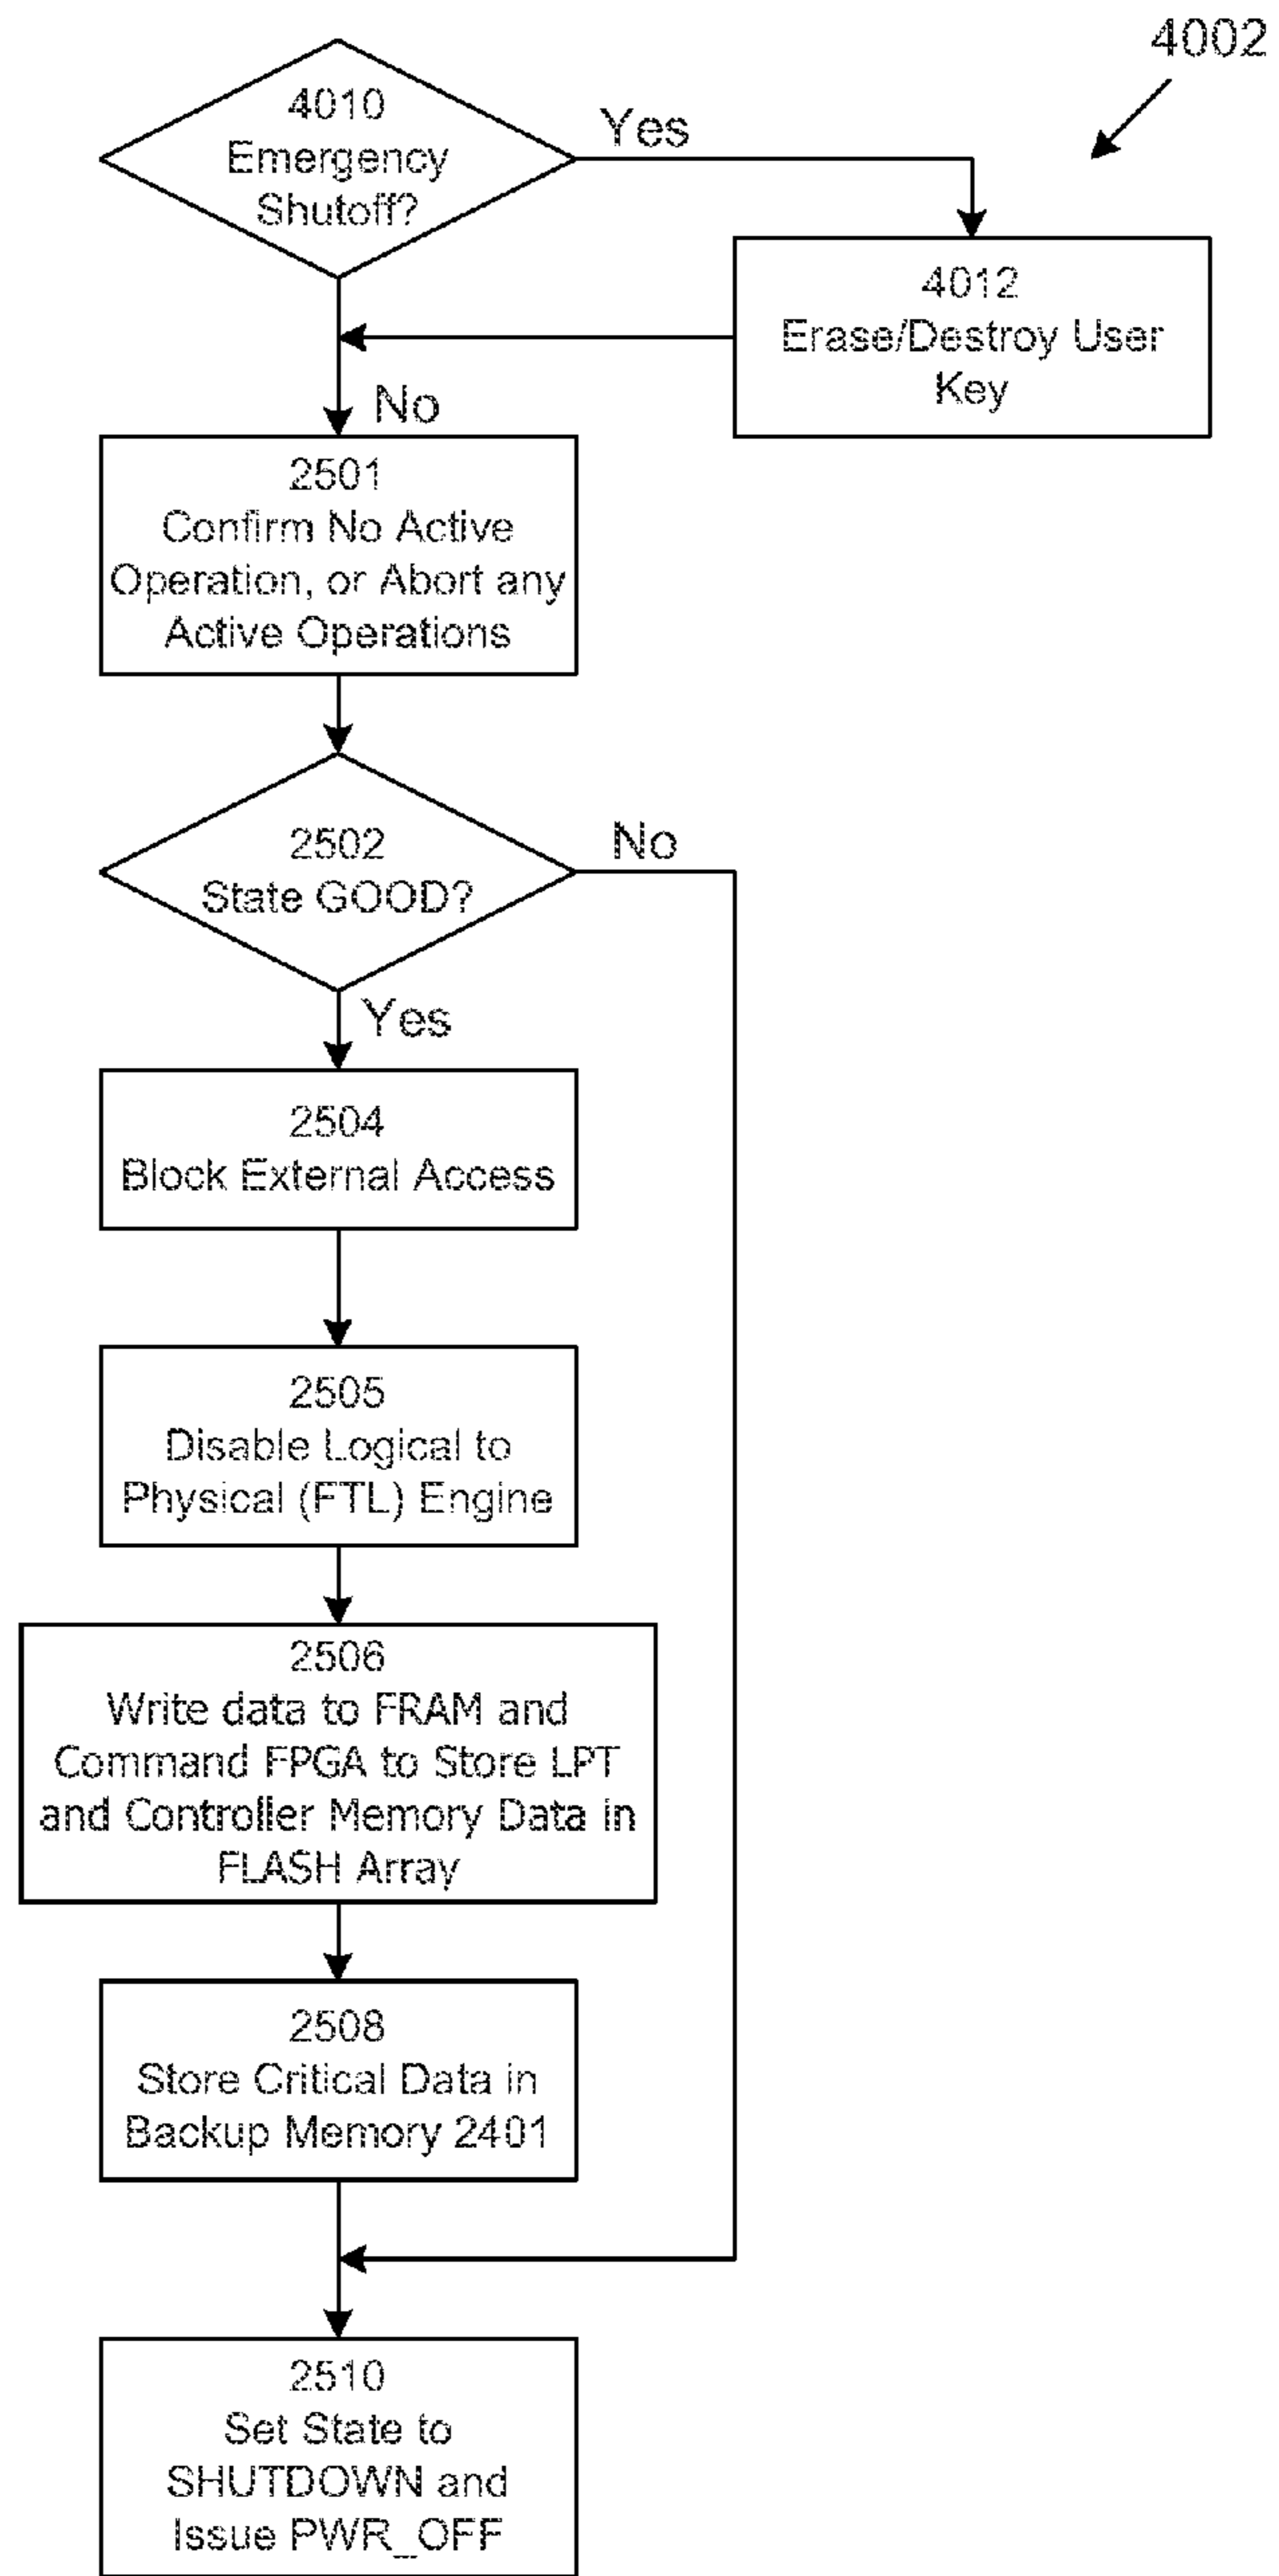 4002
4010
Emergency
Shutoff?
Yes
4012
Erase/Destroy User
Key
No
2501
Confirm No Active
Operation, or Abort any
Active Operations
2502
State GOOD?
No
Yes
2504
Block External Access
2505
Disable Logical to
Physical (FTL) Engine
2506
Write data to FRAM and
Command FPGA to Store LPT
and Controller Memory Data in
FLASH Array
2508
Store Critical Data in
Backup Memory 2401
2510
Set State to
SHUTDOWN and
Issue PWR_OFF